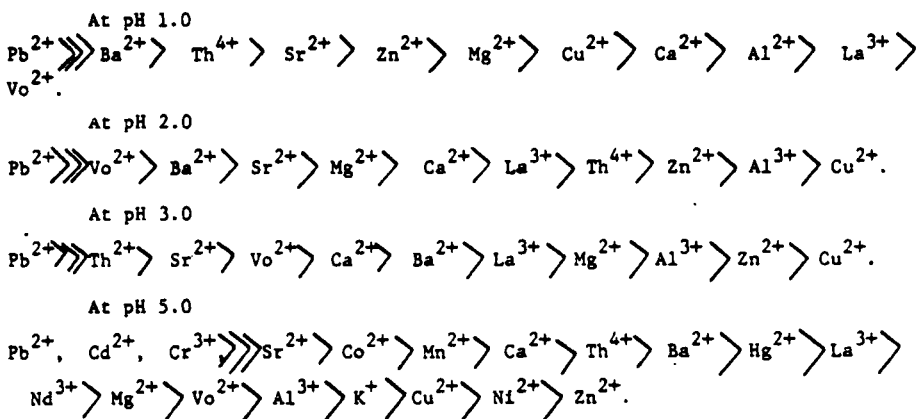 At pH 1.0
Pb²⁺ >>> Ba²⁺ > Th⁴⁺ > Sr²⁺ > Zn²⁺ > Mg²⁺ > Cu²⁺ > Ca²⁺ > Al²⁺ > La³⁺ >
Vo²⁺.
At pH 2.0
Pb²⁺ >>> Vo²⁺ > Ba²⁺ > Sr²⁺ > Mg²⁺ > Ca²⁺ > La³⁺ > Th⁴⁺ > Zn²⁺ > Al³⁺ > Cu²⁺.
At pH 3.0
Pb²⁺ >>> Th²⁺ > Sr²⁺ > Vo²⁺ > Ca²⁺ > Ba²⁺ > La³⁺ > Mg²⁺ > Al³⁺ > Zn²⁺ > Cu²⁺.
At pH 5.0
Pb²⁺, Cd²⁺, Cr³⁺, >>> Sr²⁺ > Co²⁺ > Mn²⁺ > Ca²⁺ > Th⁴⁺ > Ba²⁺ > Hg²⁺ > La³⁺ >
Nd³⁺ > Mg²⁺ > Vo²⁺ > Al³⁺ > K⁺ > Cu²⁺ > Ni²⁺ > Zn²⁺.